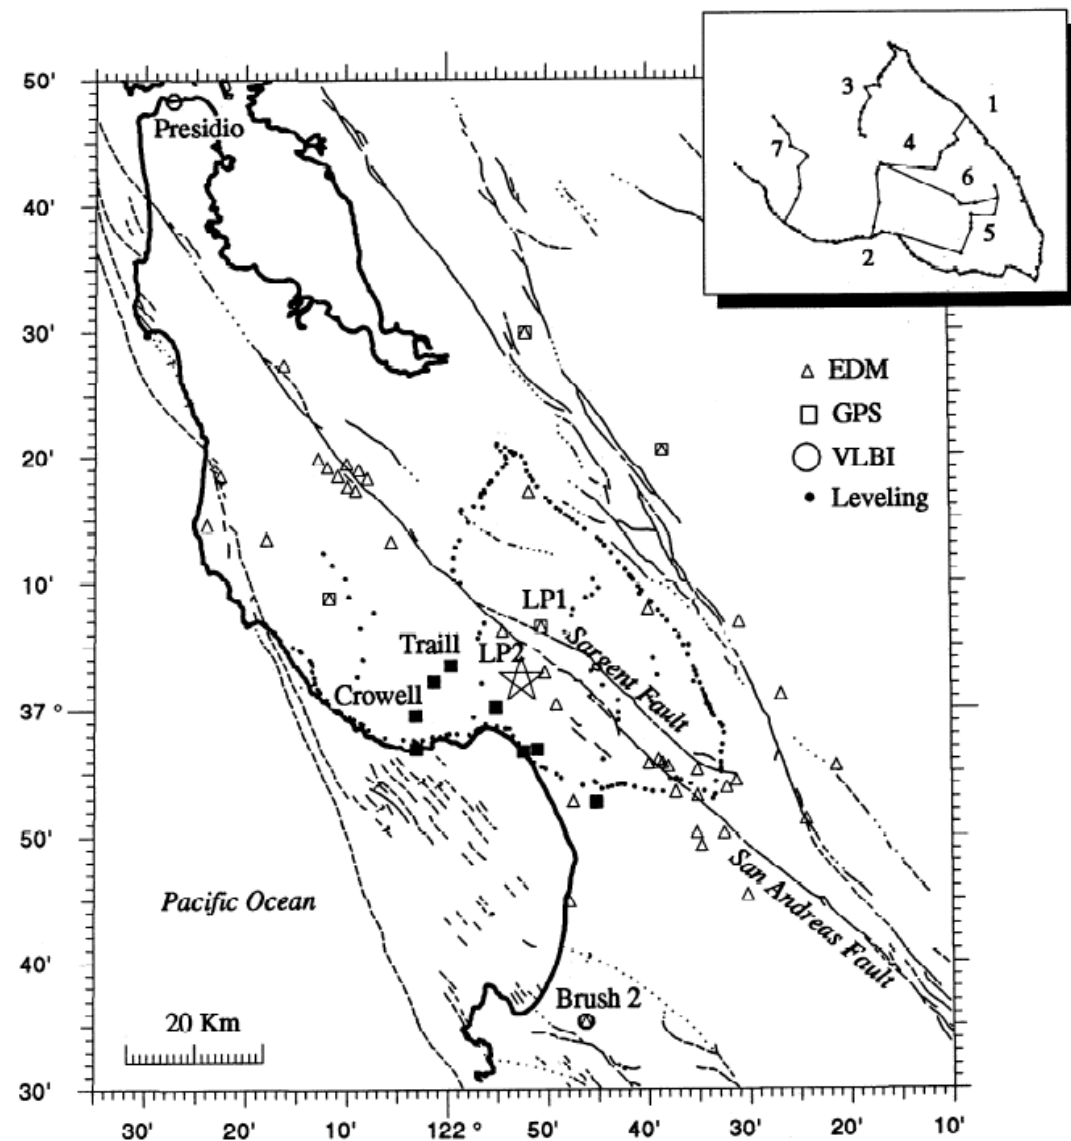 50'
40'
30'
20'
10'
37 °
50'
40'
30'
Presidio
3
1
7
4
6
5
2
EDM
GPS
VLBI
Leveling
LP1
Sargent Fault
Traill
LP2
Crowell
San Andreas Fault
Pacific Ocean
Brush 2
20 Km
30' 20' 10' 122 ° 50' 40' 30' 20' 10'